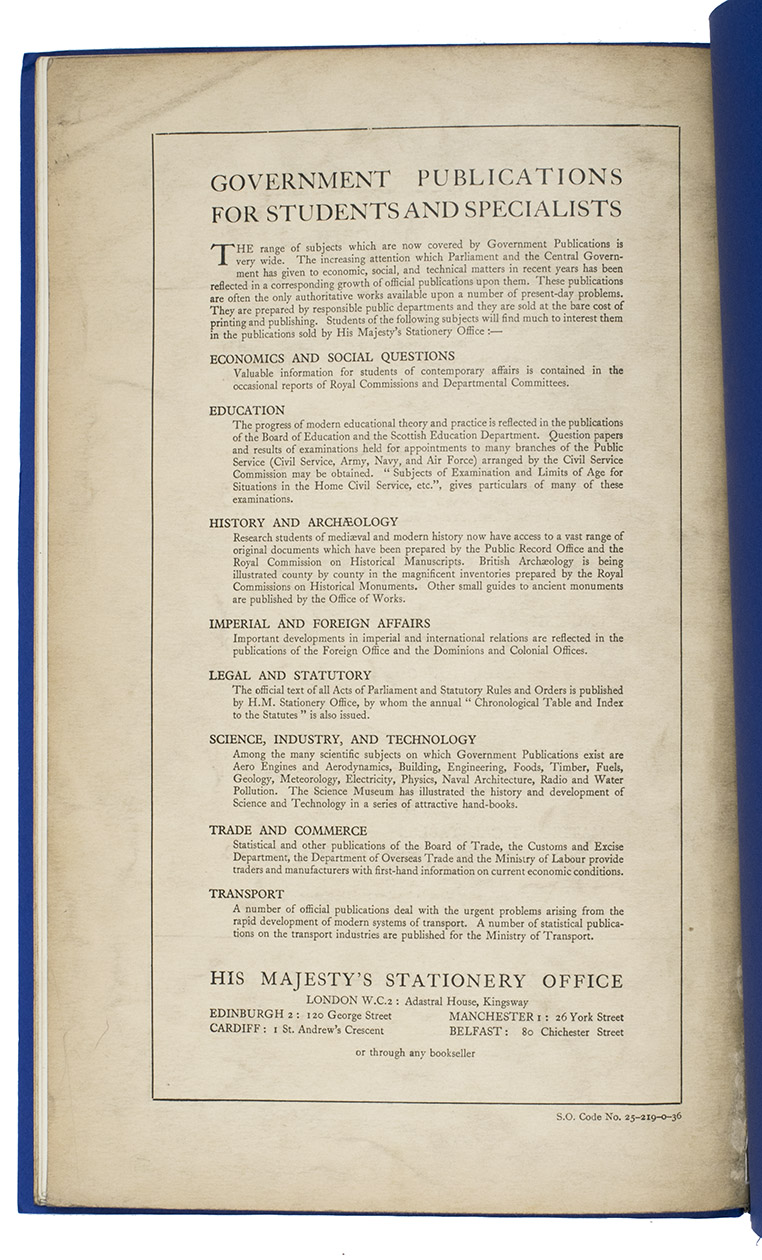 GOVERNMENT PUBLICATIONS
FOR STUDENTS AND SPECIALISTS
THE range of subjects which are now covered by Government Publications is
very wide. The increasing attention which Parliament and the Central Govern-
ment has given to economic, social, and technical matters in recent years has been
reflected in a corresponding growth of official publications upon them. These publications
are often the only authoritative works available upon a number of present-day problems.
They are prepared by responsible public departments and they are sold at the bare cost of
printing and publishing. Students of the following subjects will find much to interest them
in the publications sold by His Majesty's Stationery Office :—
ECONOMICS AND SOCIAL QUESTIONS
Valuable information for students of contemporary affairs is contained in the
occasional reports of Royal Commissions and Departmental Committees.
EDUCATION
The progress of modern educational theory and practice is reflected in the publications
of the Board of Education and the Scottish Education Department. Question papers
and results of examinations held for appointments to many branches of the Public
Service (Civil Service, Army, Navy, and Air Force) arranged by the Civil Service
Commission may be obtained. “ Subjects of Examination and Limits of Age for
Situations in the Home Civil Service, etc.”, gives particulars of many of these
examinations.
HISTORY AND ARCHÆOLOGY
Research students of mediæval and modern history now have access to a vast range of
original documents which have been prepared by the Public Record Office and the
Royal Commission on Historical Manuscripts. British Archæology is being
illustrated county by county in the magnificent inventories prepared by the Royal
Commissions on Historical Monuments. Other small guides to ancient monuments
are published by the Office of Works.
IMPERIAL AND FOREIGN AFFAIRS
Important developments in imperial and international relations are reflected in the
publications of the Foreign Office and the Dominions and Colonial Offices.
LEGAL AND STATUTORY
The official text of all Acts of Parliament and Statutory Rules and Orders is published
by H.M. Stationery Office, by whom the annual “ Chronological Table and Index
to the Statutes ” is also issued.
SCIENCE, INDUSTRY, AND TECHNOLOGY
Among the many scientific subjects on which Government Publications exist are
Aero Engines and Aerodynamics, Building, Engineering, Foods, Timber, Fuels,
Geology, Meteorology, Electricity, Physics, Naval Architecture, Radio and Water
Pollution. The Science Museum has illustrated the history and development of
Science and Technology in a series of attractive hand-books.
TRADE AND COMMERCE
Statistical and other publications of the Board of Trade, the Customs and Excise
Department, the Department of Overseas Trade and the Ministry of Labour provide
traders and manufacturers with first-hand information on current economic conditions.
TRANSPORT
A number of official publications deal with the urgent problems arising from the
rapid development of modern systems of transport. A number of statistical publica-
tions on the transport industries are published for the Ministry of Transport.
HIS MAJESTY'S STATIONERY OFFICE
LONDON W.C.2 : Adastral House, Kingsway
EDINBURGH 2 : 120 George Street MANCHESTER 1 : 26 York Street
CARDIFF : 1 St. Andrew's Crescent BELFAST : 80 Chichester Street
or through any bookseller
S.O. Code No. 25-219-0-36